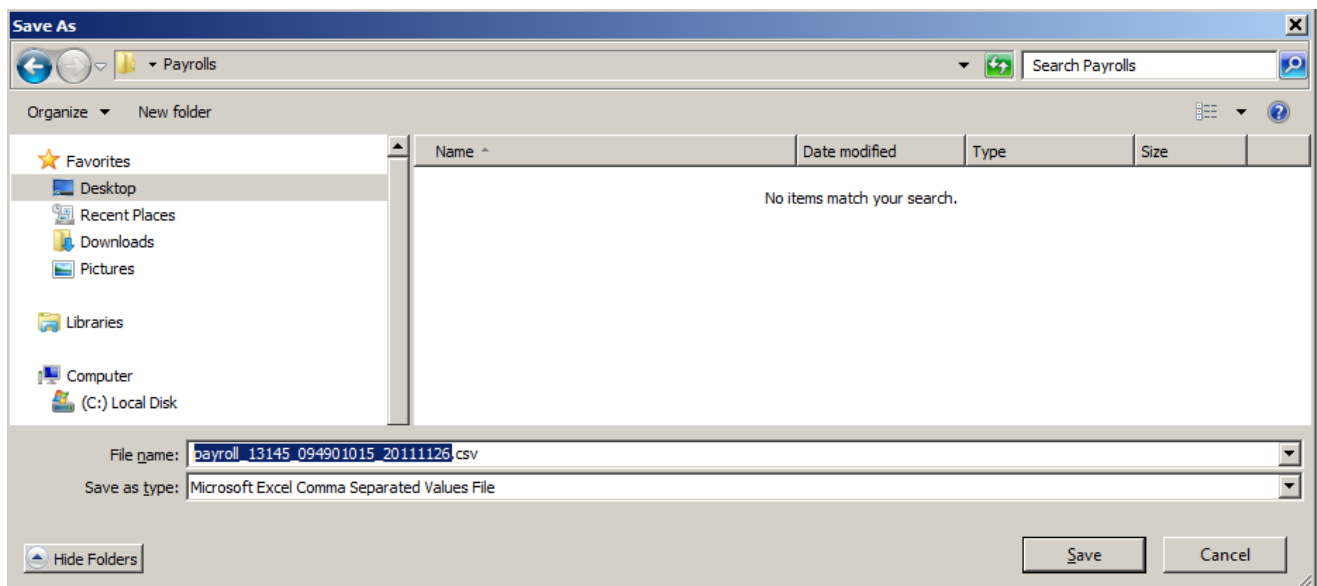 Save As
Payrolls
Search Payrolls
Organize New folder
Name Date modified Type Size
Favorites
Desktop
Recent Places
Downloads
Pictures
Libraries
Computer
(C:) Local Disk
No items match your search.
File name: payroll_13145_094901015_20111126.csv
Save as type: Microsoft Excel Comma Separated Values File
Hide Folders Save Cancel